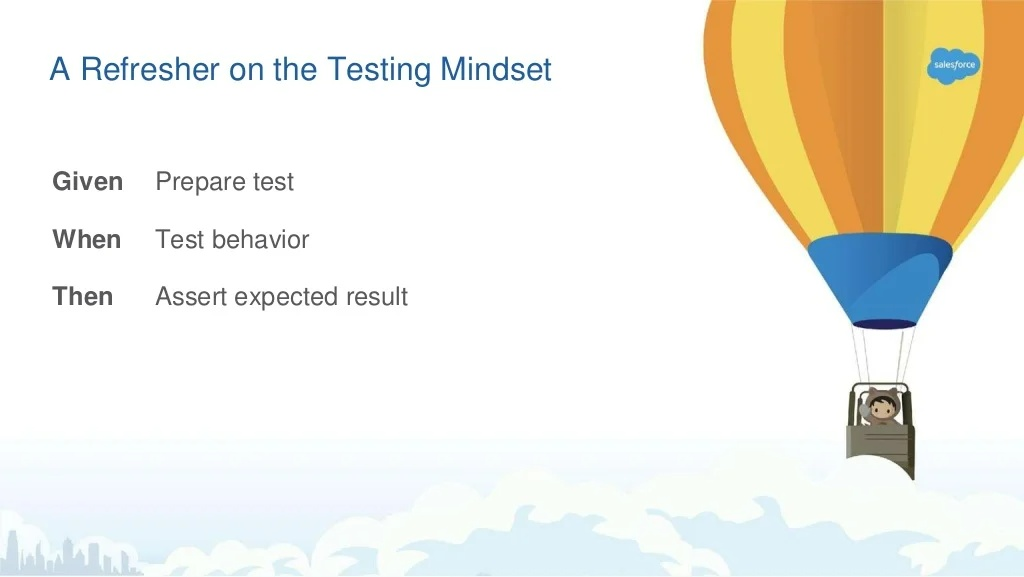 A Refresher on the Testing Mindset
salesforce
Given Prepare test
When Test behavior
Then Assert expected result